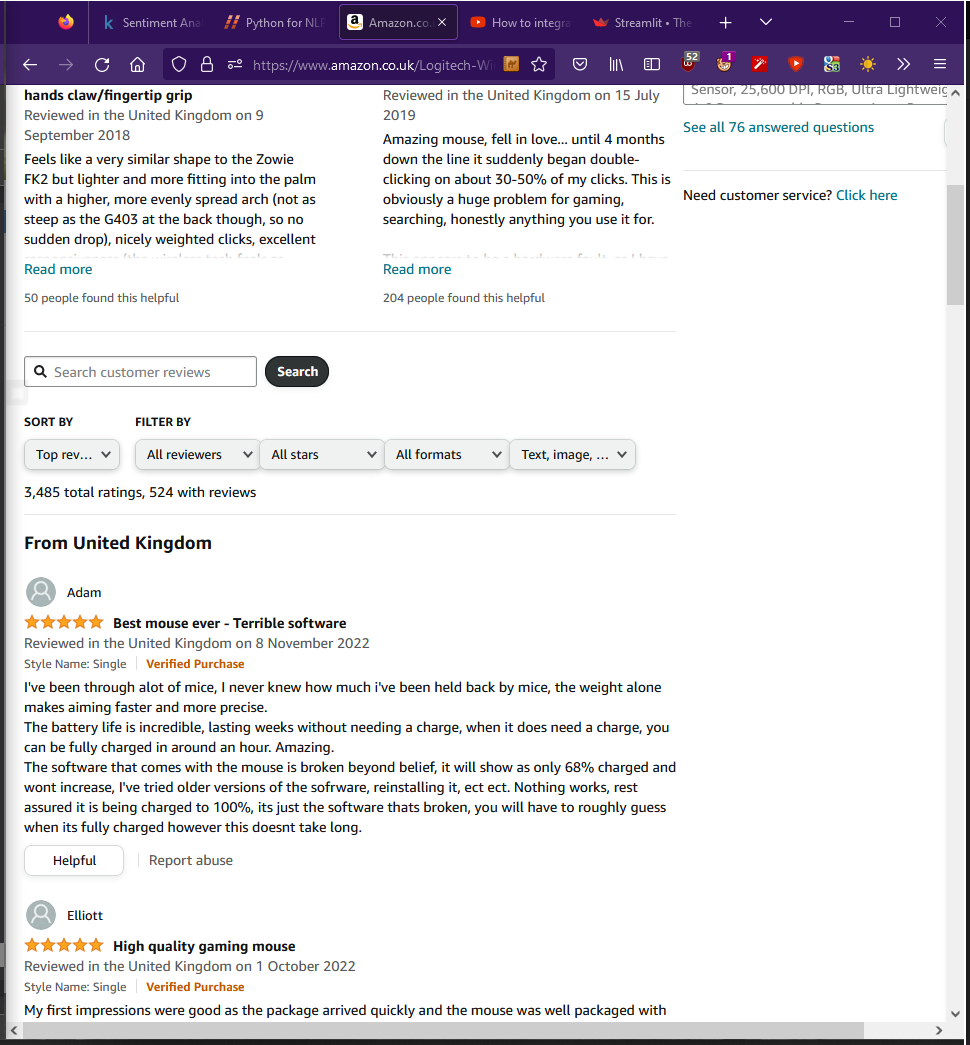 Sentiment Ana
Python for NLP
Amazon.co.
How to integra
Streamlit • The
https://www.amazon.co.uk/Logitech-Wi
52
1
hands claw/fingertip grip
Reviewed in the United Kingdom on 9
September 2018
Feels like a very similar shape to the Zowie
FK2 but lighter and more fitting into the palm
with a higher, more evenly spread arch (not as
steep as the G403 at the back though, so no
sudden drop), nicely weighted clicks, excellent
Read more
50 people found this helpful
Reviewed in the United Kingdom on 15 July
2019
Amazing mouse, fell in love... until 4 months
down the line it suddenly began double-
clicking on about 30-50% of my clicks. This is
obviously a huge problem for gaming,
searching, honestly anything you use it for.
Read more
204 people found this helpful
Sensor, 25,600 DPI, RGB, Ultra Lightweig
See all 76 answered questions
Need customer service? Click here
Search customer reviews
Search
SORT BY
FILTER BY
Top rev...
All reviewers
All stars
All formats
Text, image, ...
3,485 total ratings, 524 with reviews
From United Kingdom
Adam
Best mouse ever - Terrible software
Reviewed in the United Kingdom on 8 November 2022
Style Name: Single
Verified Purchase
I've been through alot of mice, I never knew how much i've been held back by mice, the weight alone
makes aiming faster and more precise.
The battery life is incredible, lasting weeks without needing a charge, when it does need a charge, you
can be fully charged in around an hour. Amazing.
The software that comes with the mouse is broken beyond belief, it will show as only 68% charged and
wont increase, I've tried older versions of the sofrware, reinstalling it, ect ect. Nothing works, rest
assured it is being charged to 100%, its just the software thats broken, you will have to roughly guess
when its fully charged however this doesnt take long.
Helpful
Report abuse
Elliott
High quality gaming mouse
Reviewed in the United Kingdom on 1 October 2022
Style Name: Single
Verified Purchase
My first impressions were good as the package arrived quickly and the mouse was well packaged with